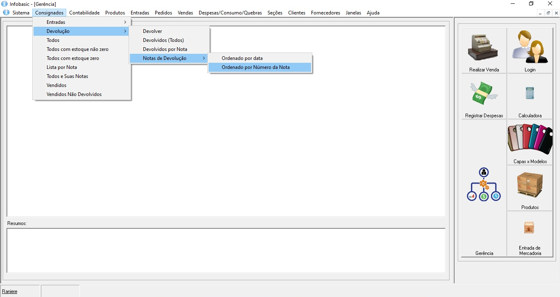 Infobasic - [Gerência]
Sistema Consignados Contabilidade Produtos Entradas Pedidos Vendas Despesas/Consumo/Quebras Seções Clientes Fornecedores Janelas Ajuda
Entradas
Devolução
Todos
Todos com estoque não zero
Todos com estoque zero
Lista por Nota
Todos e Suas Notas
Vendidos
Vendidos Não Devolvidos
Devolver
Devolvidos (Todos)
Devolvidos por Nota
Notas de Devolução
Ordenado por data
Ordenado por Número da Nota
Realizar Venda
Login
Registrar Despesas
Calculadora
Capas x Modelos
Produtos
Gerência
Entrada de
Mercadoria